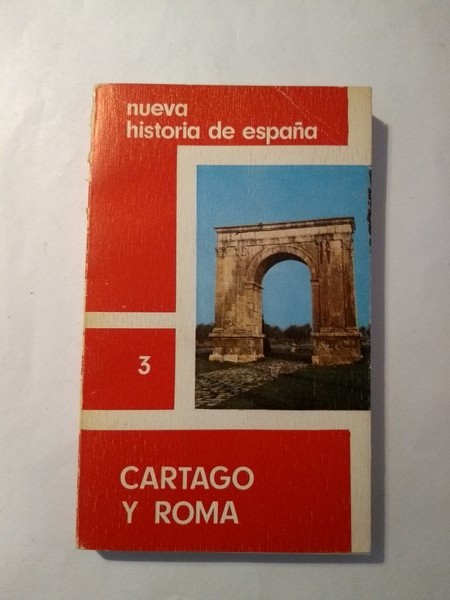 nueva
historia de españa
3
CARTAGO
Y ROMA